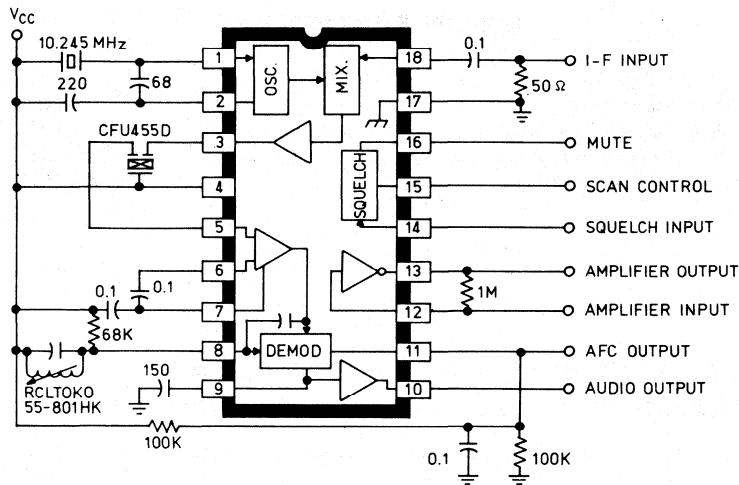 VCC
10.245 MHz
68
220
CFU455D
0.1
0.1
68K
RCLTOKO
55-801HK
150
100K
1
2
3
4
5
6
7
8
9
OSC.
MIX.
SQUELCH
DEMOD
18
17
16
15
14
13
12
11
10
0.1
I-F INPUT
50 Ω
MUTE
SCAN CONTROL
SQUELCH INPUT
AMPLIFIER OUTPUT
1M
AMPLIFIER INPUT
AFC OUTPUT
AUDIO OUTPUT
0.1
100K